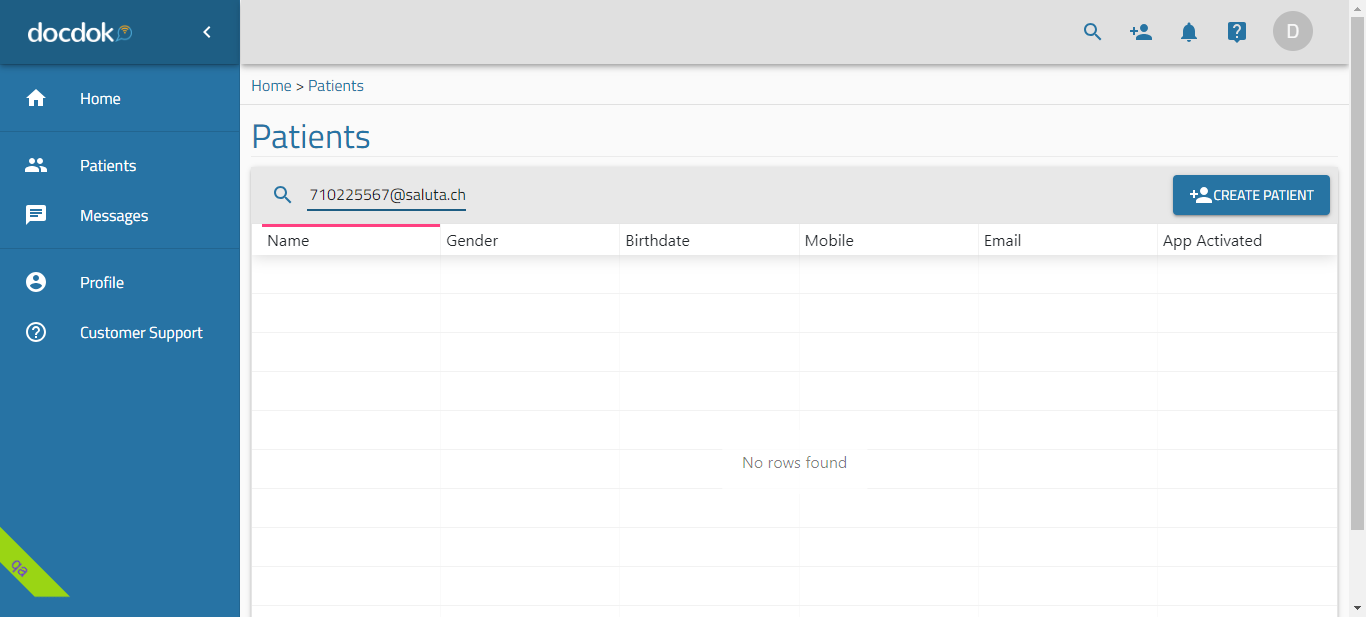 docdok
D
Home
Patients
Messages
Profile
Customer Support
qa
Home > Patients
Patients
710225567@saluta.ch
CREATE PATIENT
Name Gender Birthdate Mobile Email App Activated
No rows found